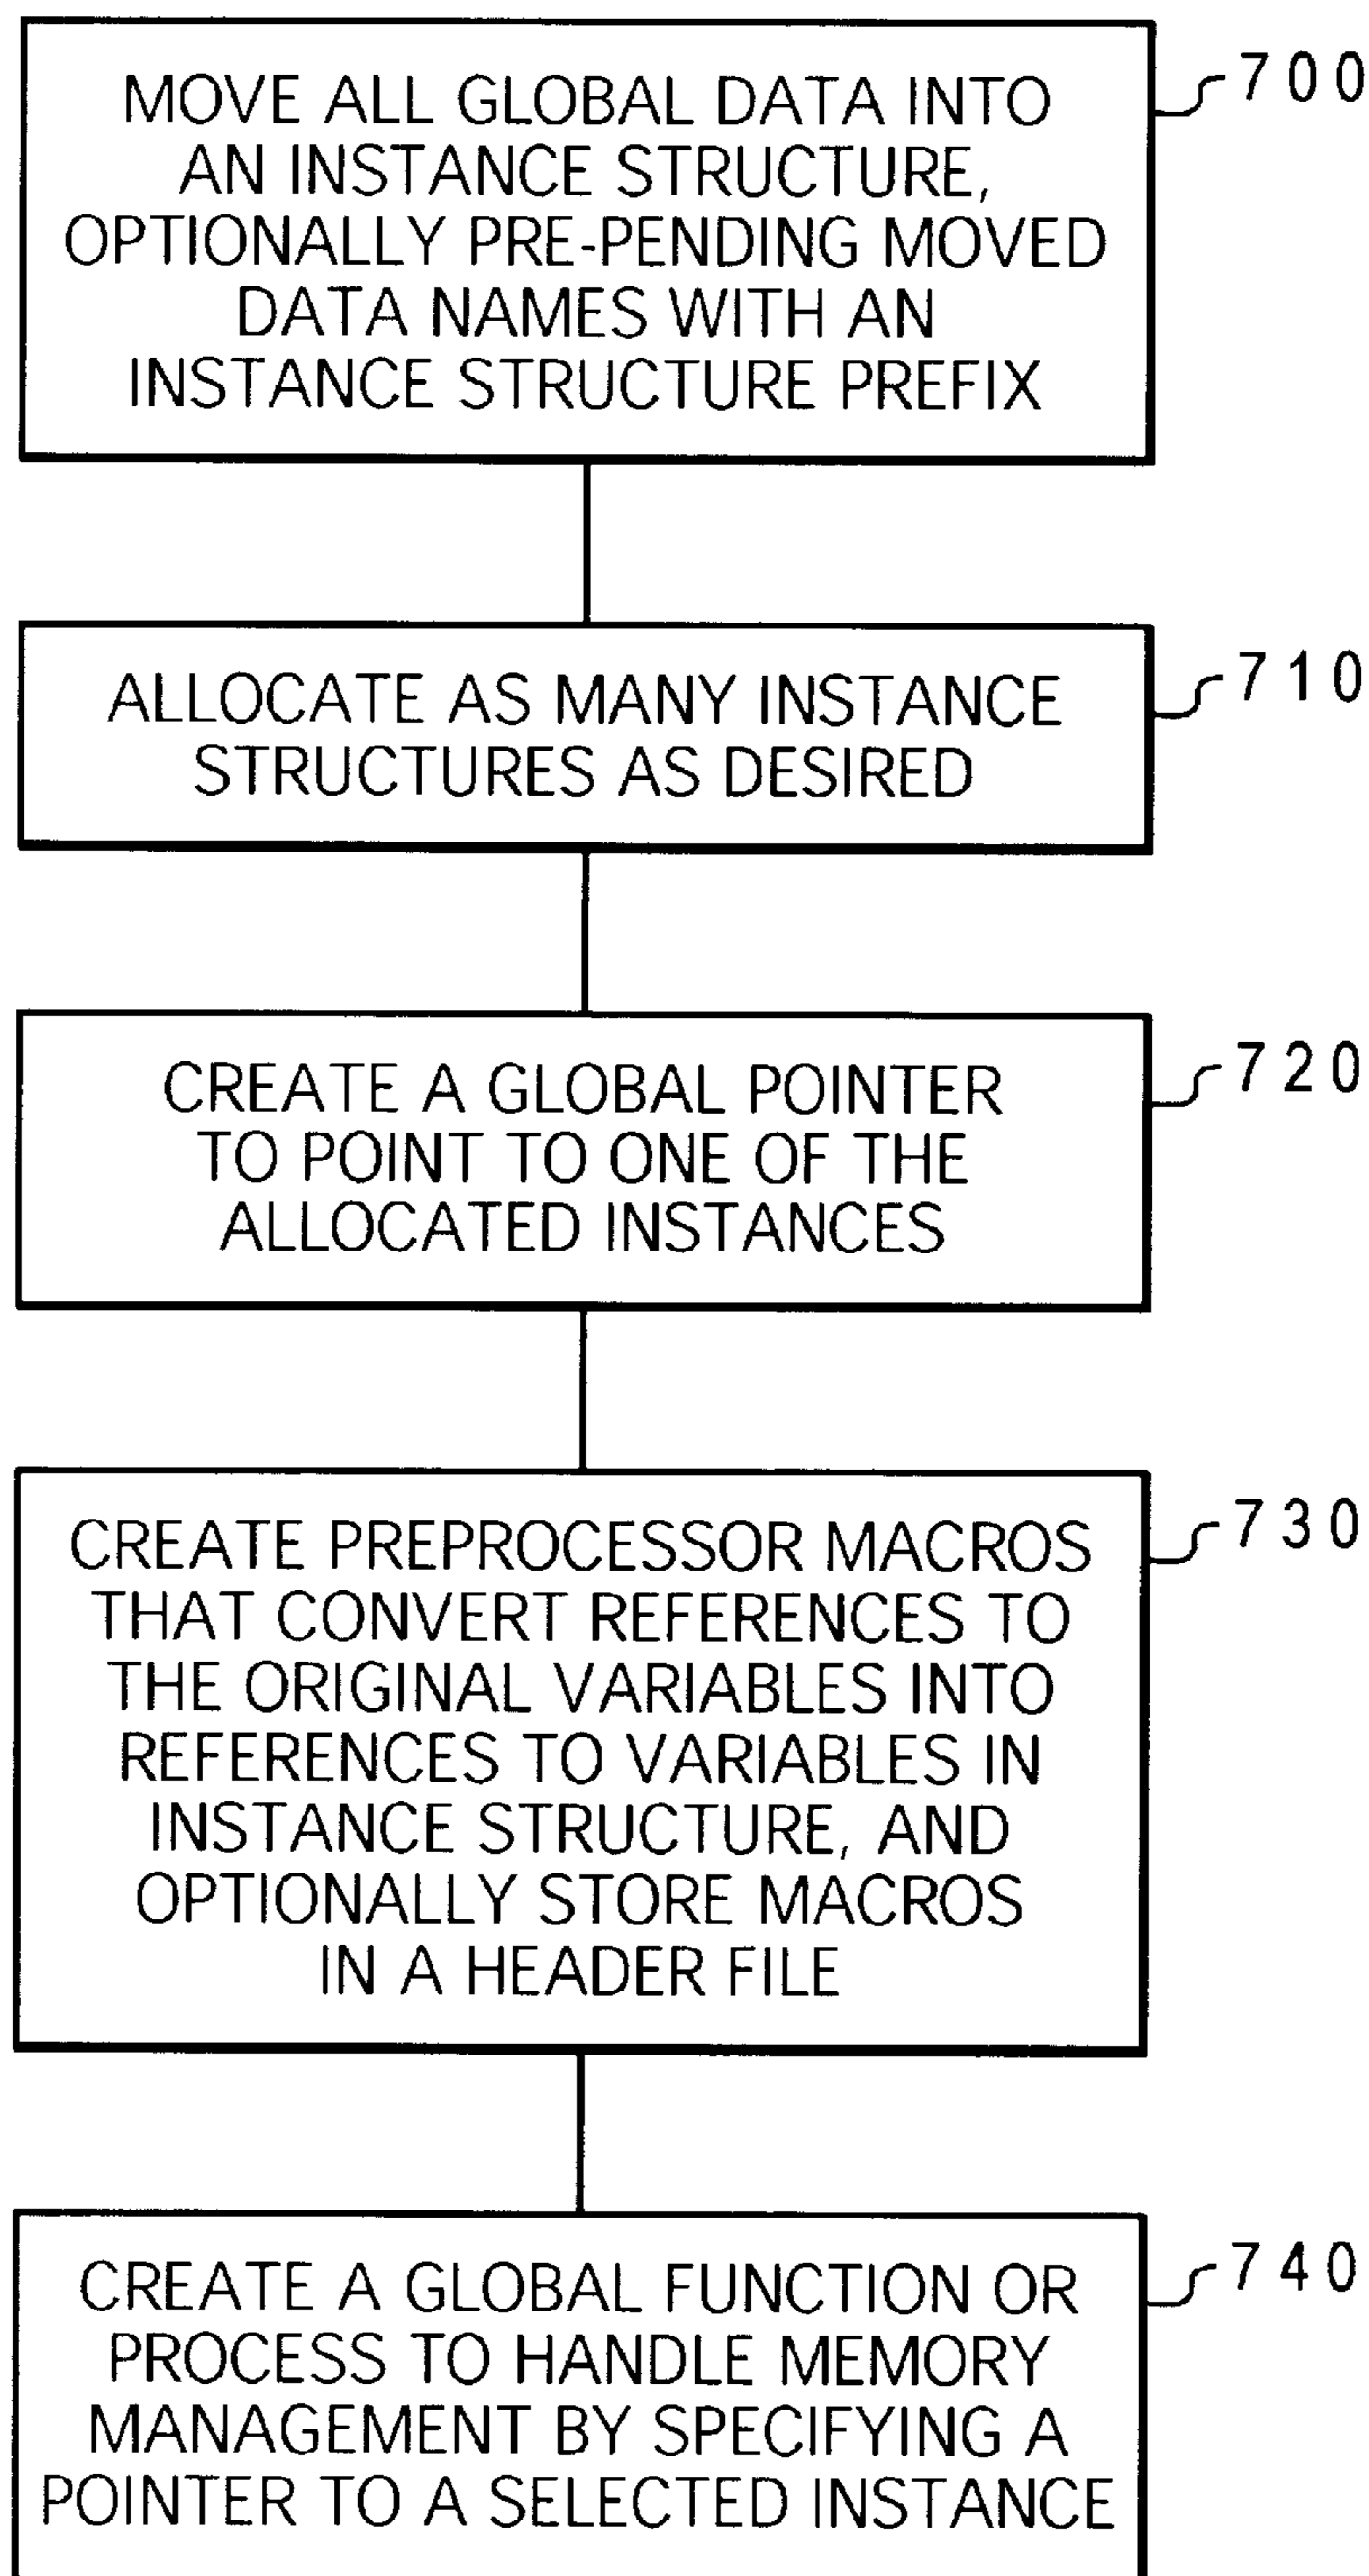 MOVE ALL GLOBAL DATA INTO
AN INSTANCE STRUCTURE,
OPTIONALLY PRE-PENDING MOVED
DATA NAMES WITH AN
INSTANCE STRUCTURE PREFIX
700
ALLOCATE AS MANY INSTANCE
STRUCTURES AS DESIRED
710
CREATE A GLOBAL POINTER
TO POINT TO ONE OF THE
ALLOCATED INSTANCES
720
CREATE PREPROCESSOR MACROS
THAT CONVERT REFERENCES TO
THE ORIGINAL VARIABLES INTO
REFERENCES TO VARIABLES IN
INSTANCE STRUCTURE, AND
OPTIONALLY STORE MACROS
IN A HEADER FILE
730
CREATE A GLOBAL FUNCTION OR
PROCESS TO HANDLE MEMORY
MANAGEMENT BY SPECIFYING A
POINTER TO A SELECTED INSTANCE
740